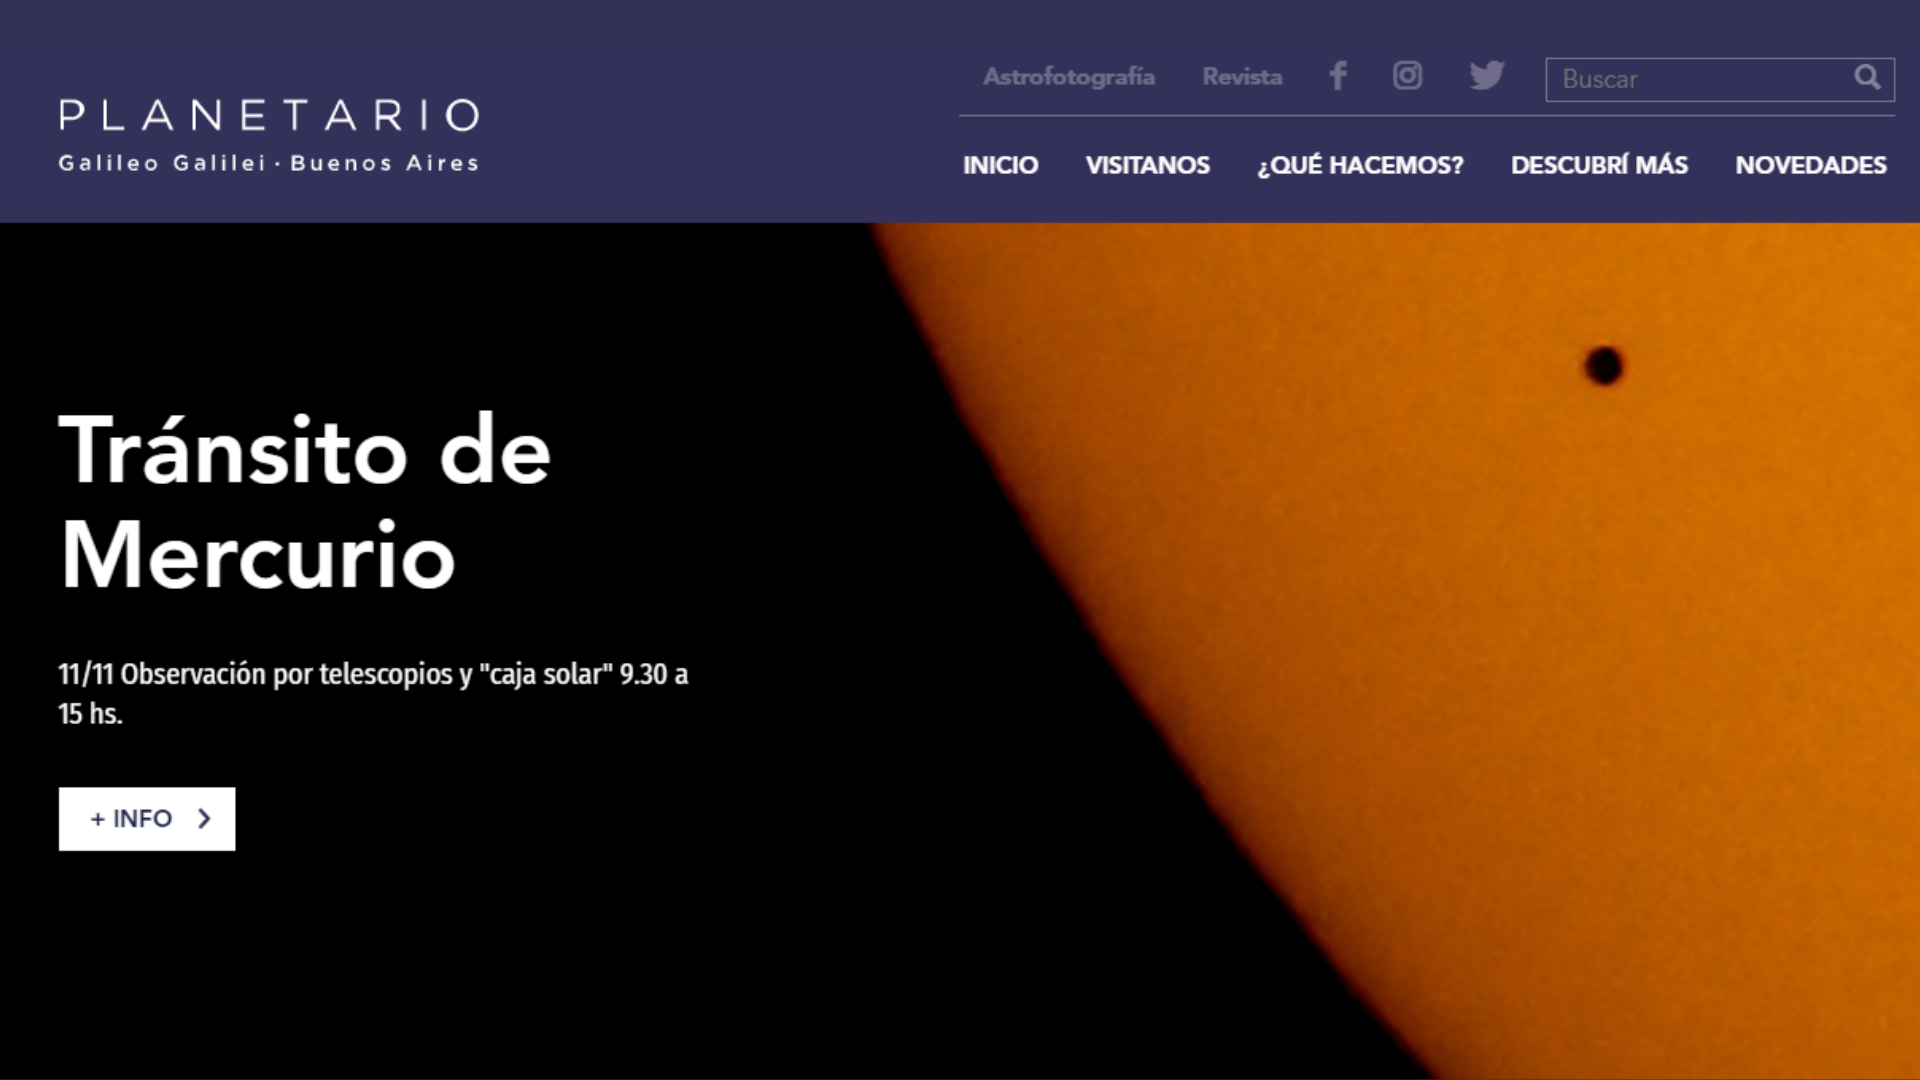 PLANETARIO
Galileo Galilei · Buenos Aires
Astrofotografía Revista Buscar
INICIO VISITANOS ¿QUÉ HACEMOS? DESCUBRÍ MÁS NOVEDADES
Tránsito de
Mercurio
11/11 Observación por telescopios y "caja solar" 9.30 a
15 hs.
+ INFO